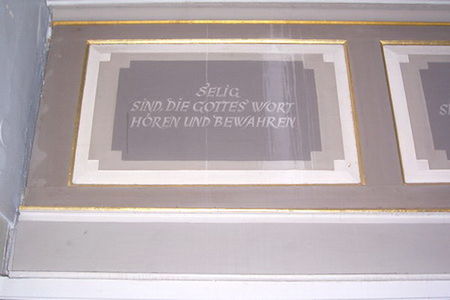 SELIG
SIND, DIE GOTTES WORT
HÖREN UND BEWAHREN